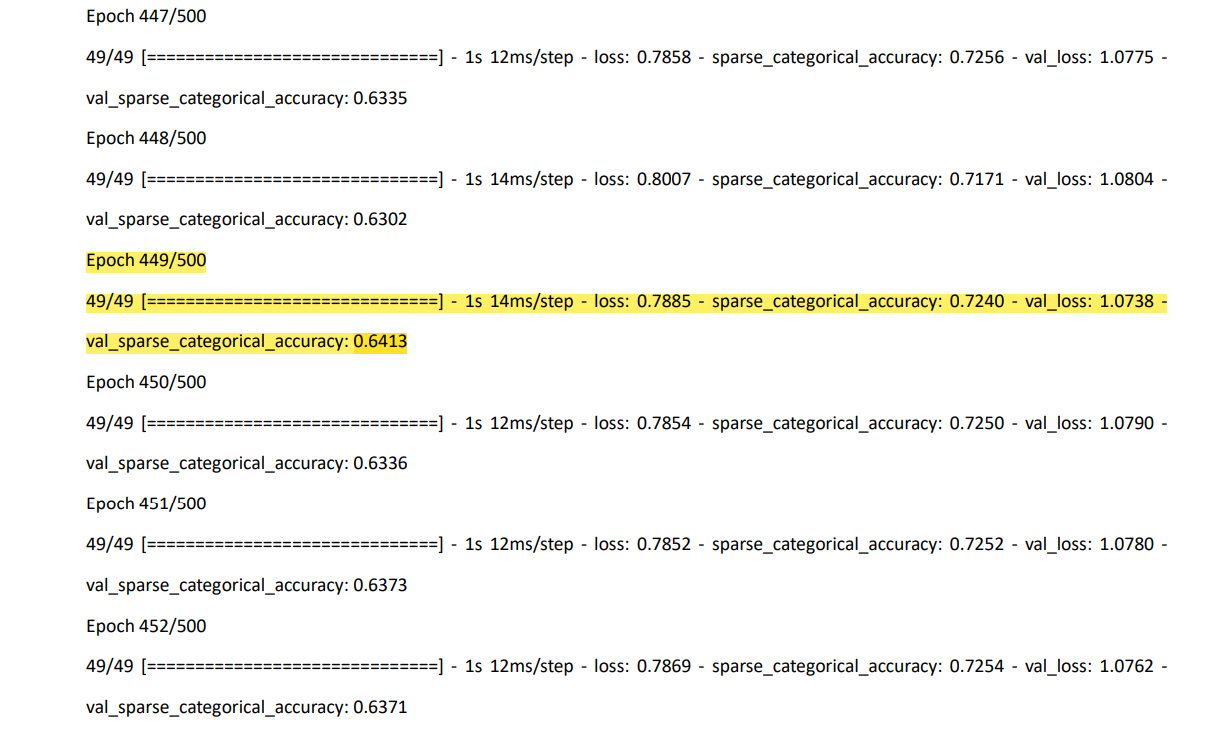 Epoch 447/500
49/49 [==============================] - 1s 12ms/step - loss: 0.7858 - sparse_categorical_accuracy: 0.7256 - val_loss: 1.0775 -
val_sparse_categorical_accuracy: 0.6335
Epoch 448/500
49/49 [==============================] - 1s 14ms/step - loss: 0.8007 - sparse_categorical_accuracy: 0.7171 - val_loss: 1.0804 -
val_sparse_categorical_accuracy: 0.6302
Epoch 449/500
49/49 [==============================] - 1s 14ms/step - loss: 0.7885 - sparse_categorical_accuracy: 0.7240 - val_loss: 1.0738 -
val_sparse_categorical_accuracy: 0.6413
Epoch 450/500
49/49 [==============================] - 1s 12ms/step - loss: 0.7854 - sparse_categorical_accuracy: 0.7250 - val_loss: 1.0790 -
val_sparse_categorical_accuracy: 0.6336
Epoch 451/500
49/49 [==============================] - 1s 12ms/step - loss: 0.7852 - sparse_categorical_accuracy: 0.7252 - val_loss: 1.0780 -
val_sparse_categorical_accuracy: 0.6373
Epoch 452/500
49/49 [==============================] - 1s 12ms/step - loss: 0.7869 - sparse_categorical_accuracy: 0.7254 - val_loss: 1.0762 -
val_sparse_categorical_accuracy: 0.6371